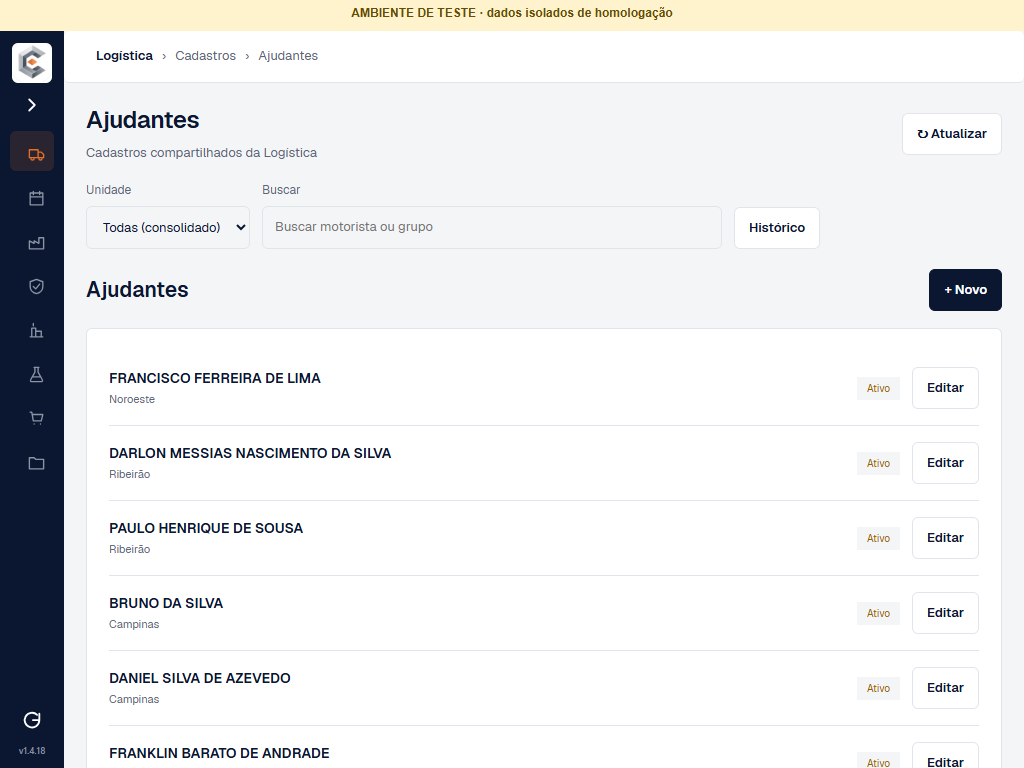 AMBIENTE DE TESTE · dados isolados de homologação
Logística › Cadastros › Ajudantes
Ajudantes
Cadastros compartilhados da Logística
↻ Atualizar
Unidade
Buscar
Todas (consolidado)
Buscar motorista ou grupo
Histórico
Ajudantes
+ Novo
FRANCISCO FERREIRA DE LIMA
Noroeste
Ativo
Editar
DARLON MESSIAS NASCIMENTO DA SILVA
Ribeirão
Ativo
Editar
PAULO HENRIQUE DE SOUSA
Ribeirão
Ativo
Editar
BRUNO DA SILVA
Campinas
Ativo
Editar
DANIEL SILVA DE AZEVEDO
Campinas
Ativo
Editar
FRANKLIN BARATO DE ANDRADE
Ativo
Editar
v1.4.18